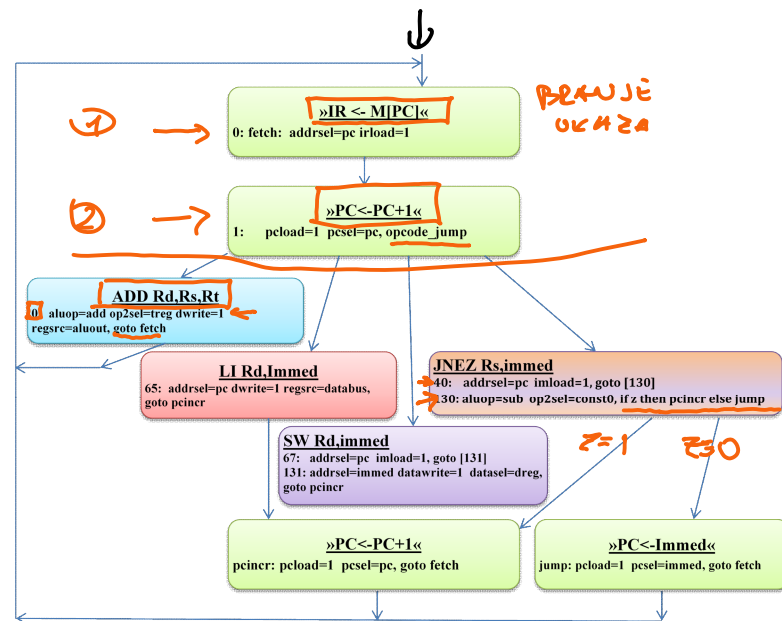 »IR <- M[PC]«
0: fetch: addrsel=pc irload=1
BRANJE
UKAZA
1
2
»PC<-PC+1«
1: pcload=1 pcsel=pc, opcode_jump
ADD Rd,Rs,Rt
0 aluop=add op2sel=treg dwrite=1
regsrc=aluout, goto fetch
LI Rd,Immed
65: addrsel=pc dwrite=1 regsrc=databus,
goto pcincr
JNEZ Rs,immed
40: addrsel=pc imload=1, goto [130]
130: aluop=sub op2sel=const0, if z then pcincr else jump
SW Rd,immed
67: addrsel=pc imload=1, goto [131]
131: addrsel=immed datawrite=1 datasel=dreg,
goto pcincr
Z=1
Z=0
»PC<-PC+1«
pcincr: pcload=1 pcsel=pc, goto fetch
»PC<-Immed«
jump: pcload=1 pcsel=immed, goto fetch